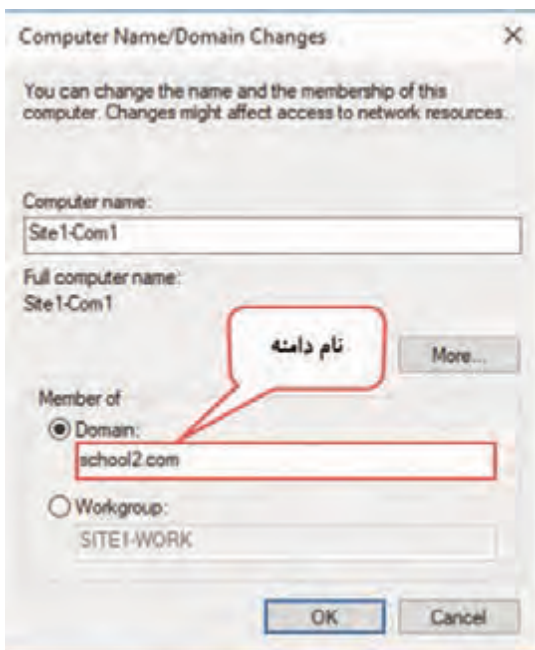 Computer Name/Domain Changes
You can change the name and the membership of this
computer. Changes might affect access to network resources.
Computer name:
Site1-Com1
Full computer name:
Site1-Com1
نام دامنه
More...
Member of
Domain:
school2.com
Workgroup:
SITE1-WORK
OK
Cancel